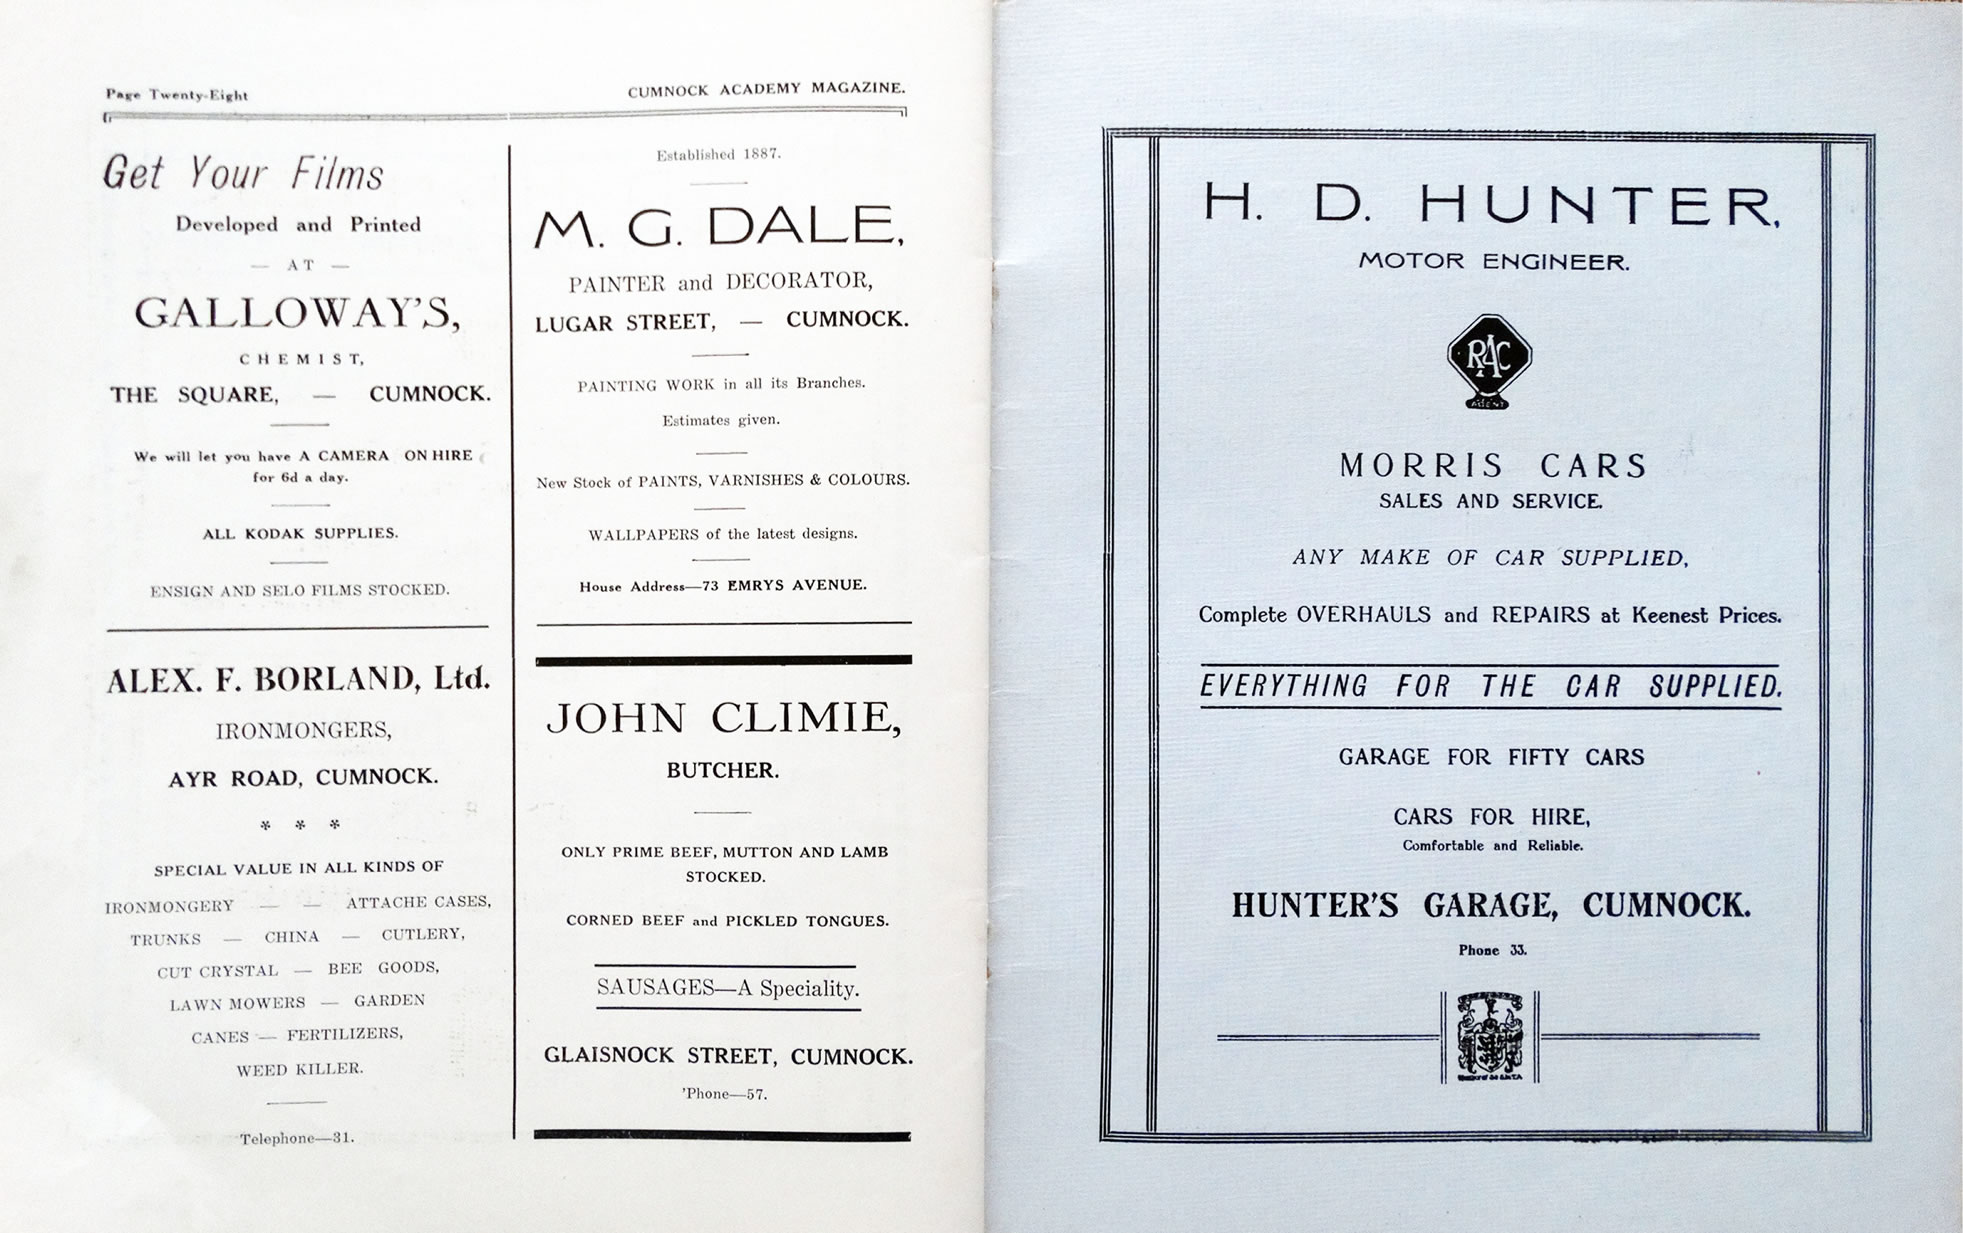 Page Twenty-Eight
CUMNOCK ACADEMY MAGAZINE.
Get Your Films
Developed and Printed
— AT —
GALLOWAY'S,
CHEMIST,
THE SQUARE, — CUMNOCK.
We will let you have A CAMERA ON HIRE
for 6d a day.
ALL KODAK SUPPLIES.
ENSIGN AND SELO FILMS STOCKED.
ALEX. F. BORLAND, Ltd.
IRONMONGERS,
AYR ROAD, CUMNOCK.
* * *
SPECIAL VALUE IN ALL KINDS OF
IRONMONGERY — — ATTACHE CASES,
TRUNKS — CHINA — CUTLERY,
CUT CRYSTAL — BEE GOODS,
LAWN MOWERS — GARDEN
CANES — FERTILIZERS,
WEED KILLER.
Telephone—31.
Established 1887.
M. G. DALE,
PAINTER and DECORATOR,
LUGAR STREET, — CUMNOCK.
PAINTING WORK in all its Branches.
Estimates given.
New Stock of PAINTS, VARNISHES & COLOURS.
WALLPAPERS of the latest designs.
House Address—73 EMRYS AVENUE.
JOHN CLIMIE,
BUTCHER.
ONLY PRIME BEEF, MUTTON AND LAMB
STOCKED.
CORNED BEEF and PICKLED TONGUES.
SAUSAGES—A Speciality.
GLAISNOCK STREET, CUMNOCK.
'Phone—57.
H. D. HUNTER,
MOTOR ENGINEER.
RAC
AGENT
MORRIS CARS
SALES AND SERVICE.
ANY MAKE OF CAR SUPPLIED,
Complete OVERHAULS and REPAIRS at Keenest Prices.
EVERYTHING FOR THE CAR SUPPLIED.
GARAGE FOR FIFTY CARS
CARS FOR HIRE,
Comfortable and Reliable.
HUNTER'S GARAGE, CUMNOCK.
Phone 33.